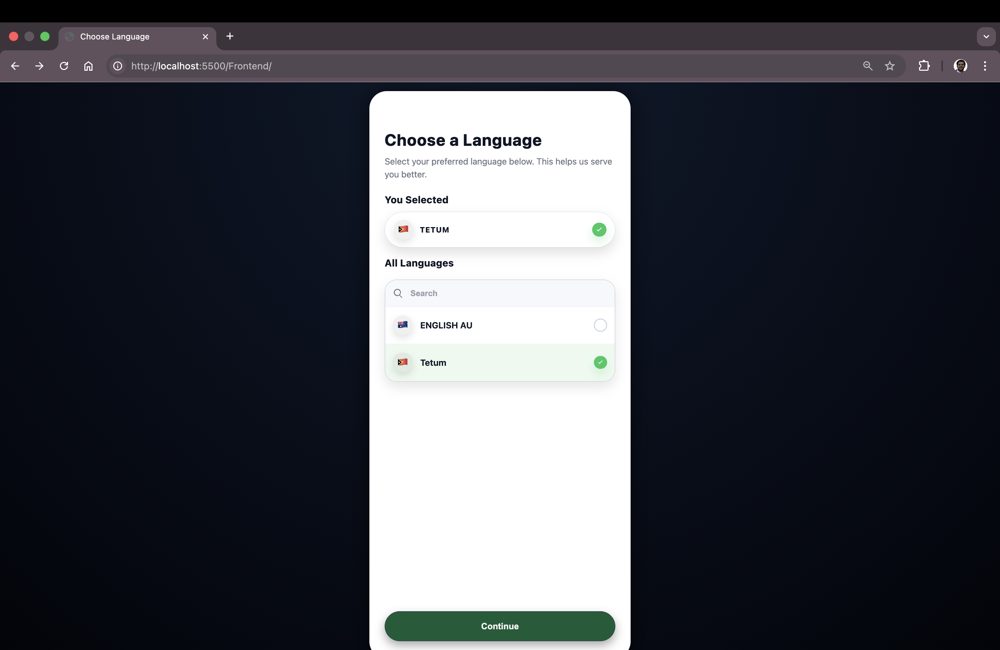 Choose Language
http://localhost:5500/Frontend/
Choose a Language
Select your preferred language below. This helps us serve
you better.
You Selected
TETUM
All Languages
Search
ENGLISH AU
Tetum
Continue